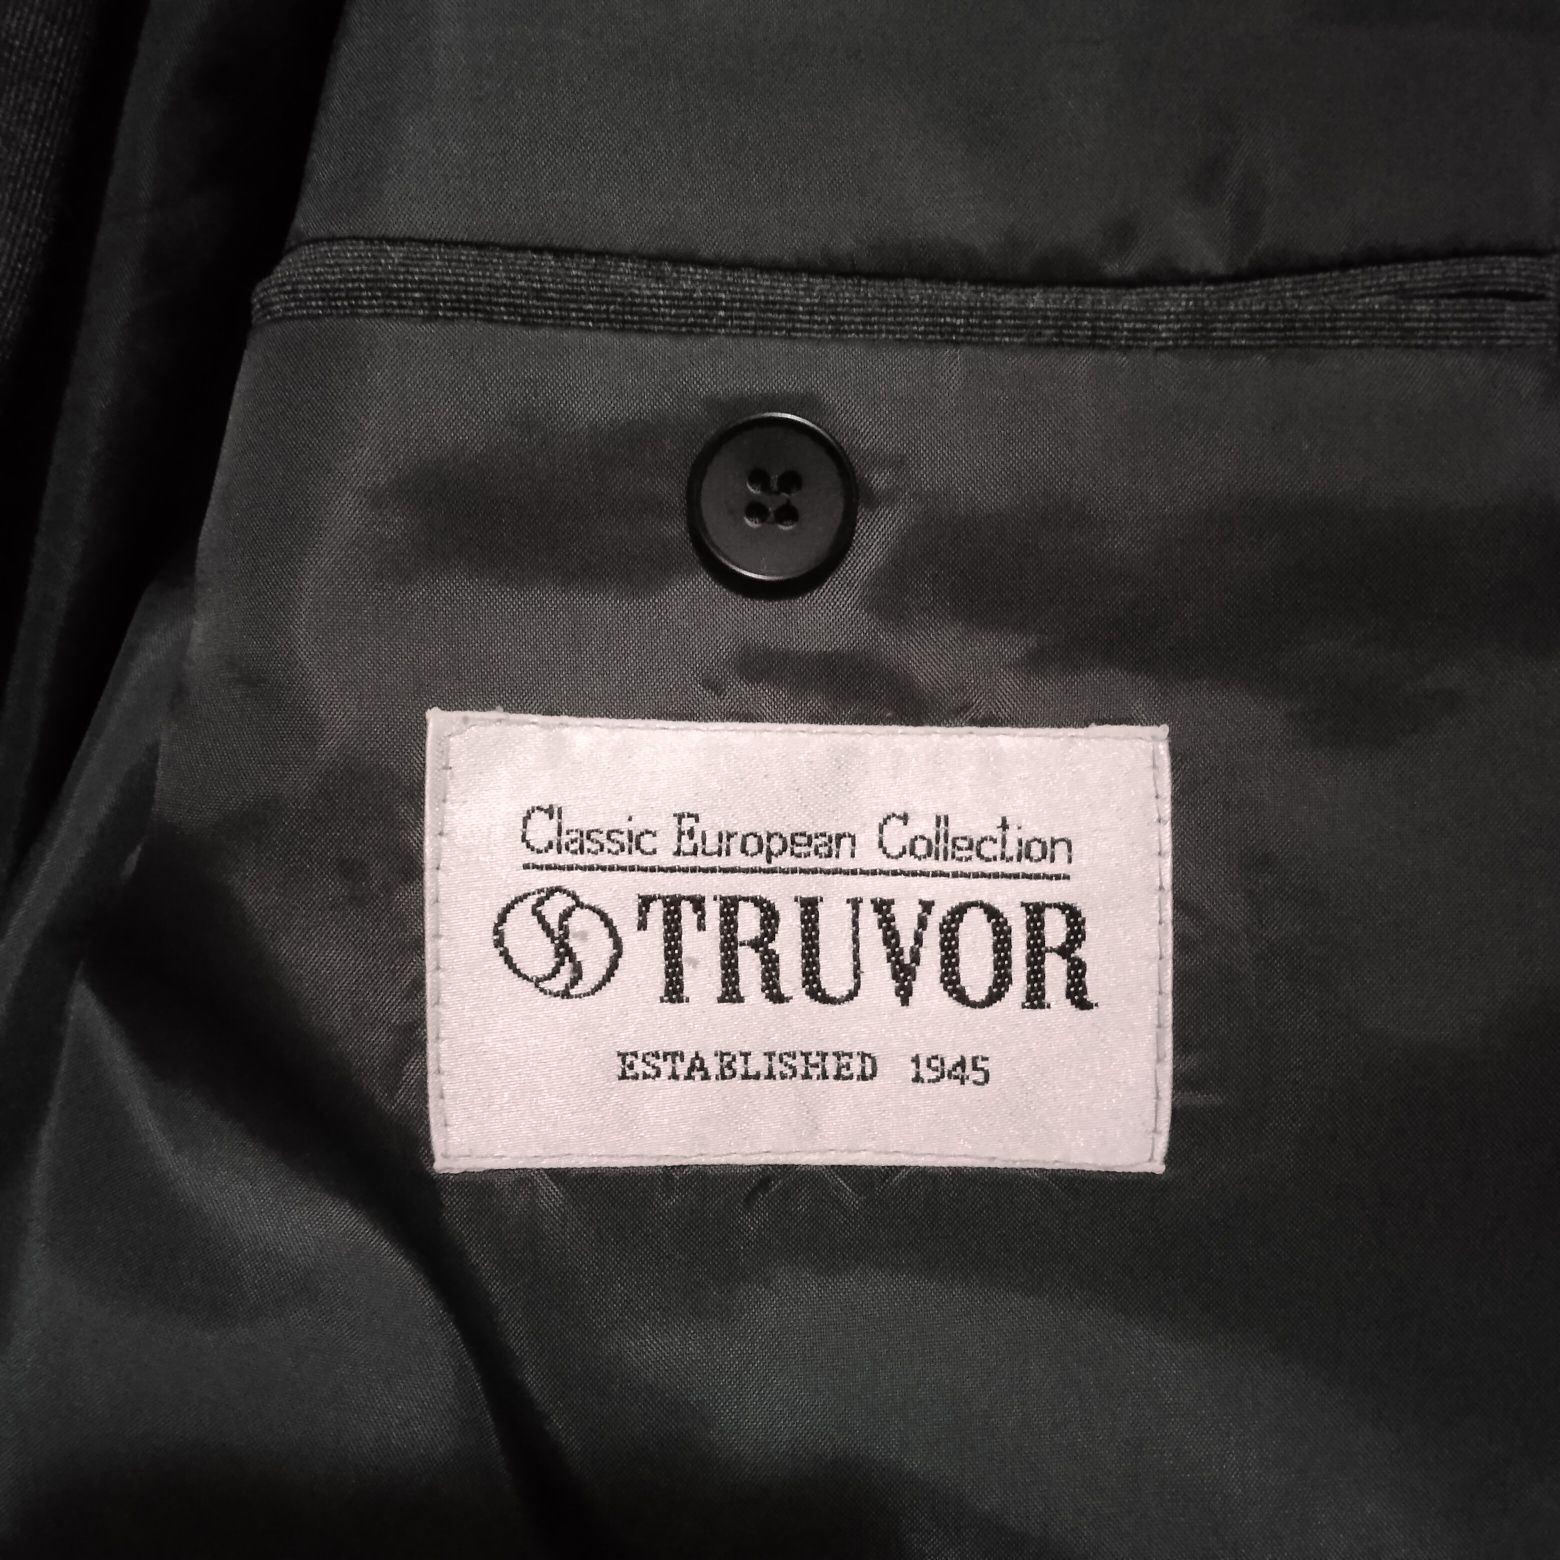 Classic European Collection
TRUVOR
ESTABLISHED 1945